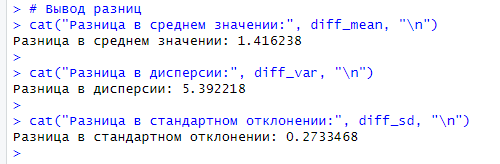 > # Вывод разниц
> cat("Разница в среднем значении:", diff_mean, "\n")
Разница в среднем значении: 1.416238
>
> cat("Разница в дисперсии:", diff_var, "\n")
Разница в дисперсии: 5.392218
>
> cat("Разница в стандартном отклонении:", diff_sd, "\n")
Разница в стандартном отклонении: 0.2733468
>